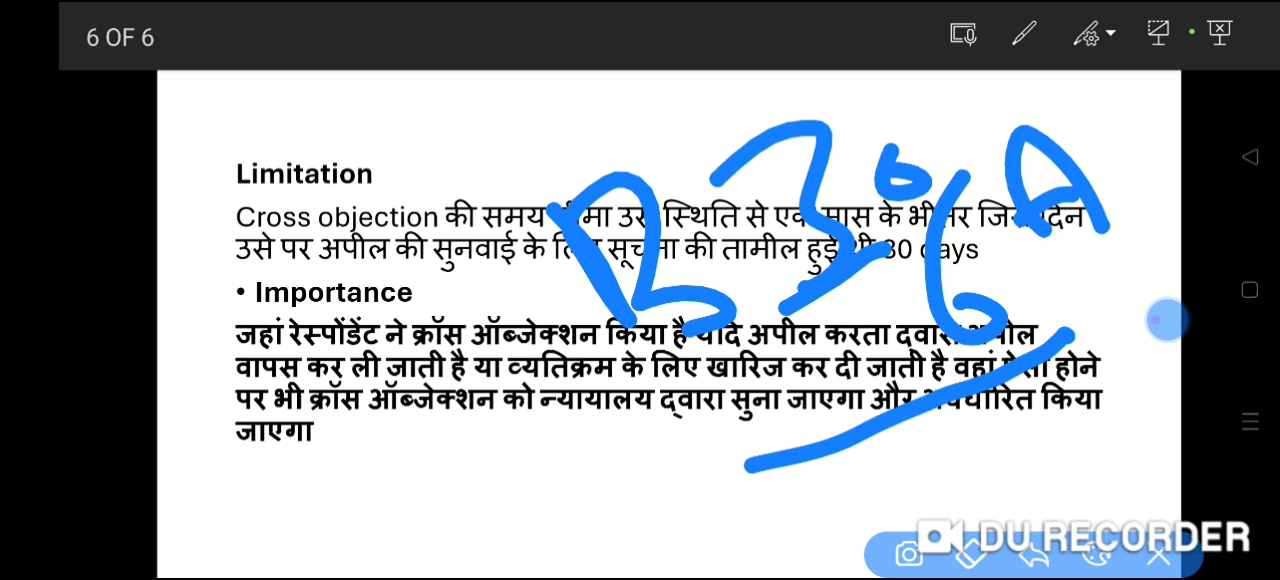 6 OF 6
Limitation
Cross objection की समय सीमा उस स्थिति से एक मास के भीतर जिस दिन
उसे पर अपील की सुनवाई के लिए सूचना की तामील हुई थी 30 days
• Importance
जहां रेस्पोंडेंट ने क्रॉस ऑब्जेक्शन किया है यदि अपील करता द्वारा अपील
वापस कर ली जाती है या व्यतिक्रम के लिए खारिज कर दी जाती है वहां ऐसा होने
पर भी क्रॉस ऑब्जेक्शन को न्यायालय द्वारा सुना जाएगा और अवधारित किया
जाएगा
DU RECORDER